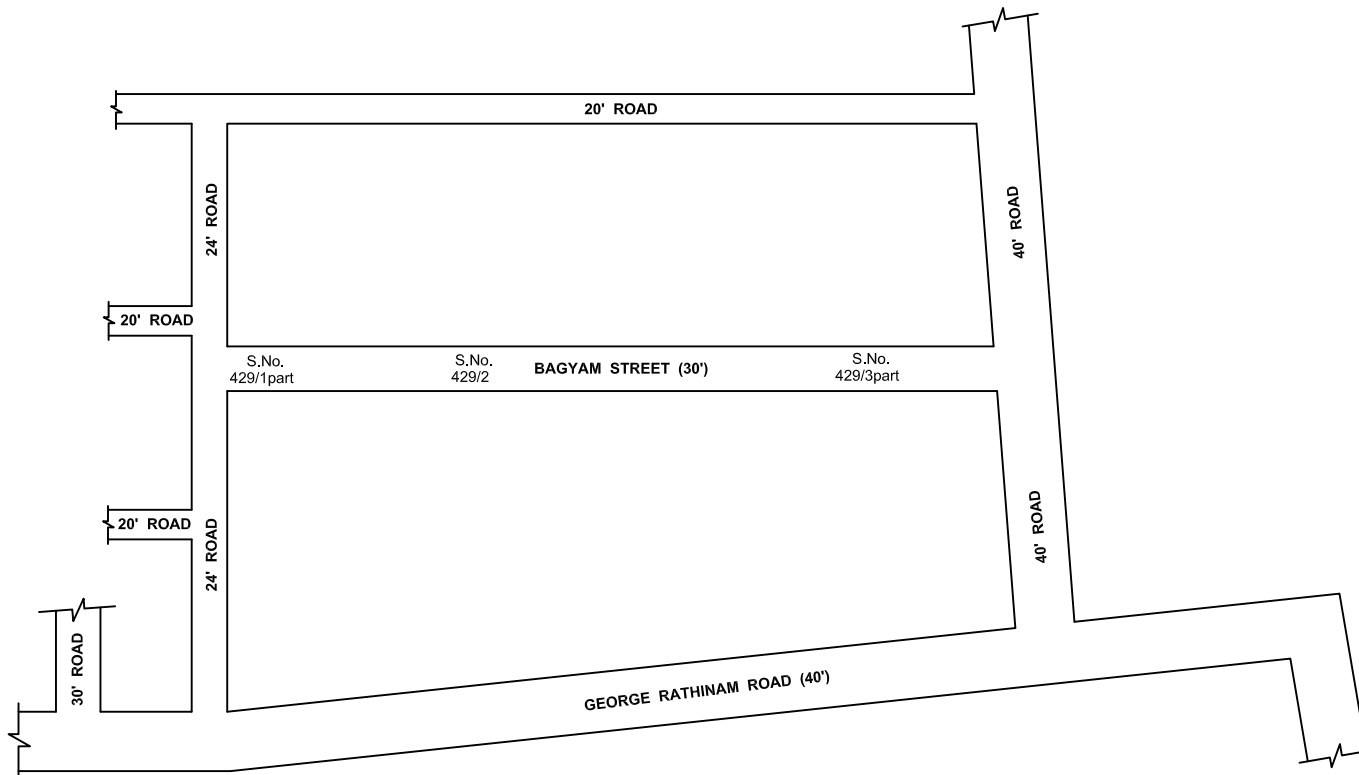 20' ROAD
24' ROAD
40' ROAD
20' ROAD
S.No.
429/1part
S.No.
429/2
BAGYAM STREET (30')
S.No.
429/3part
20' ROAD
24' ROAD
40' ROAD
30' ROAD
GEORGE RATHINAM ROAD (40')